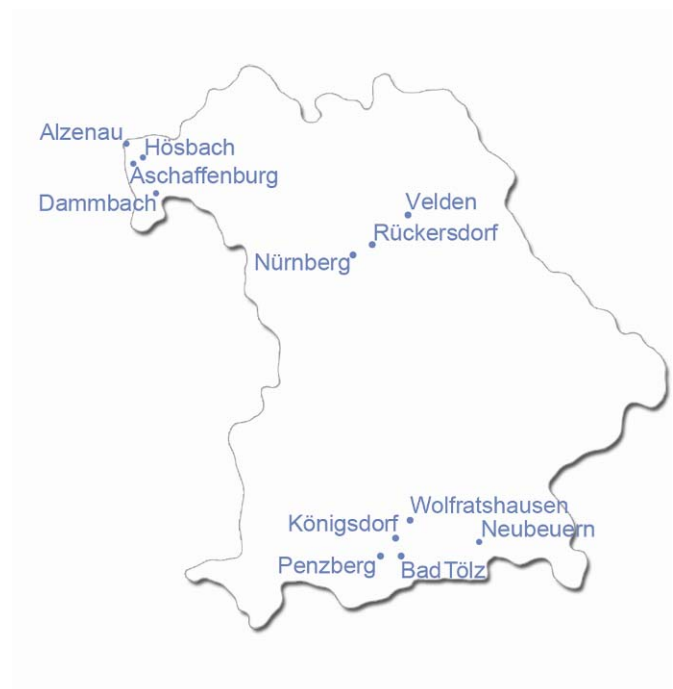 Alzenau
Hösbach
Aschaffenburg
Dammbach
Velden
Rückersdorf
Nürnberg
Wolfratshausen
Königsdorf
Neubeuern
Penzberg
Bad Tölz